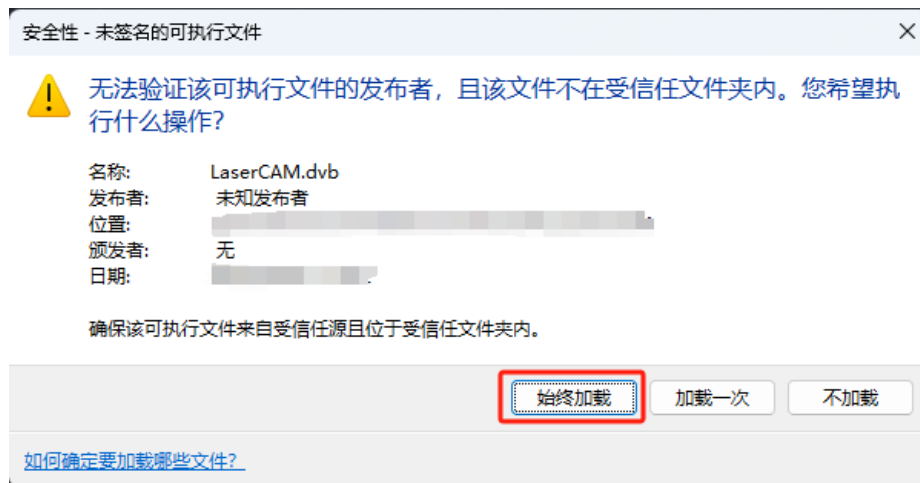 安全性 - 未签名的可执行文件
无法验证该可执行文件的发布者，且该文件不在受信任文件夹内。您希望执
行什么操作?
名称: LaserCAM.dvb
发布者: 未知发布者
位置:
颁发者: 无
日期:
确保该可执行文件来自受信任源且位于受信任文件夹内。
始终加载 加载一次 不加载
如何确定要加载哪些文件?